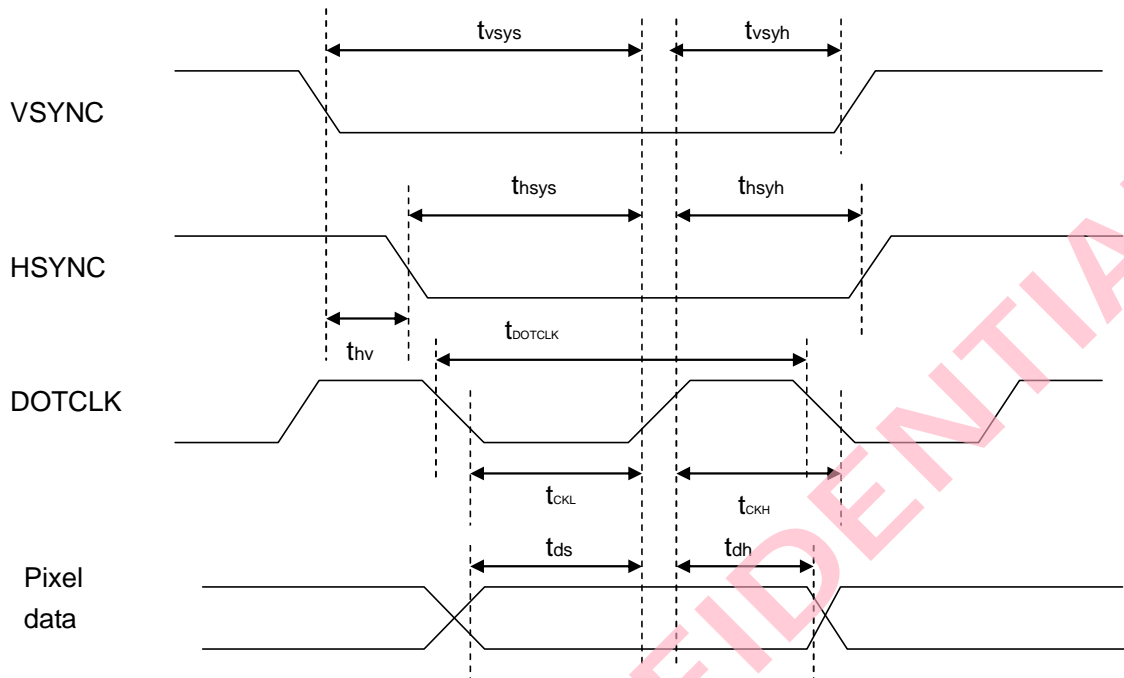 tvsys tvsyh
VSYNC
thsys thsyh
HSYNC
thv tDOTCLK
DOTCLK
tCKL tCKH
tds tdh
Pixel
data